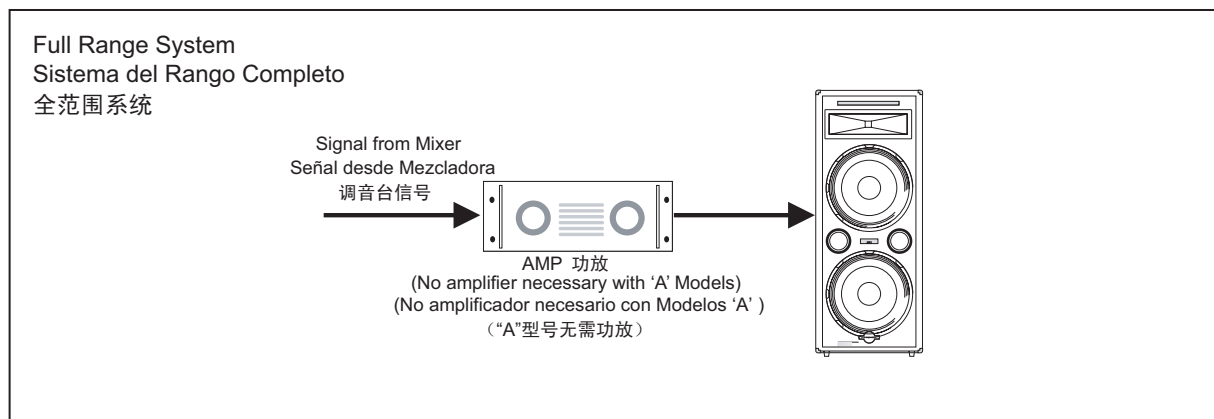 Full Range System
Sistema del Rango Completo
全范围系统
Signal from Mixer
Señal desde Mezcladora
调音台信号
AMP 功放
(No amplifier necessary with ‘A’ Models)
(No amplificador necesario con Modelos ‘A’ )
（“A”型号无需功放）